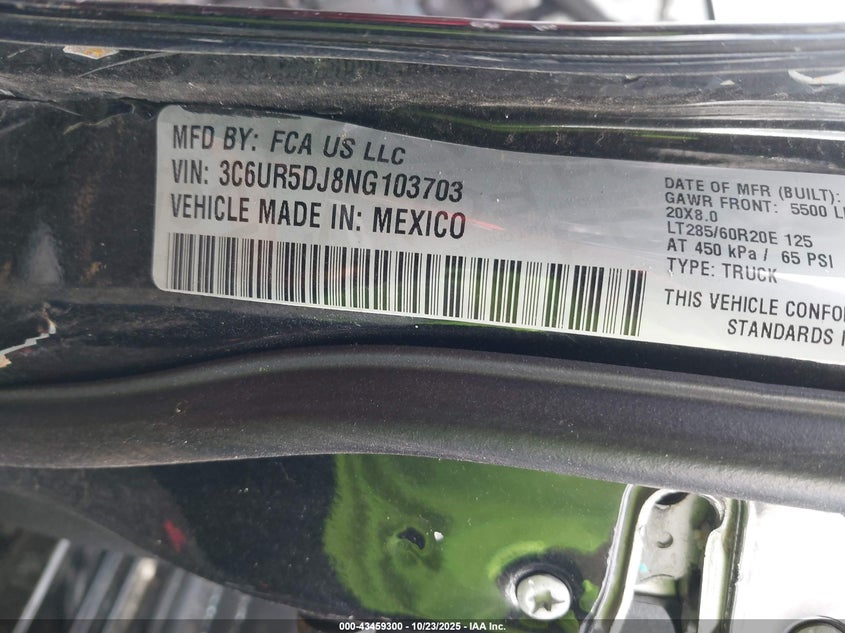 MFD BY: FCA US LLC
VIN: 3C6UR5DJ8NG103703
VEHICLE MADE IN: MEXICO
DATE OF MFR (BUILT):
GAWR FRONT: 5500
20X8.0
LT285/60R20E 125
AT 450 kPa / 65 PSI
TYPE: TRUCK
THIS VEHICLE
STANDARDS
000-43459300 - 10/23/2025 - IAA Inc.